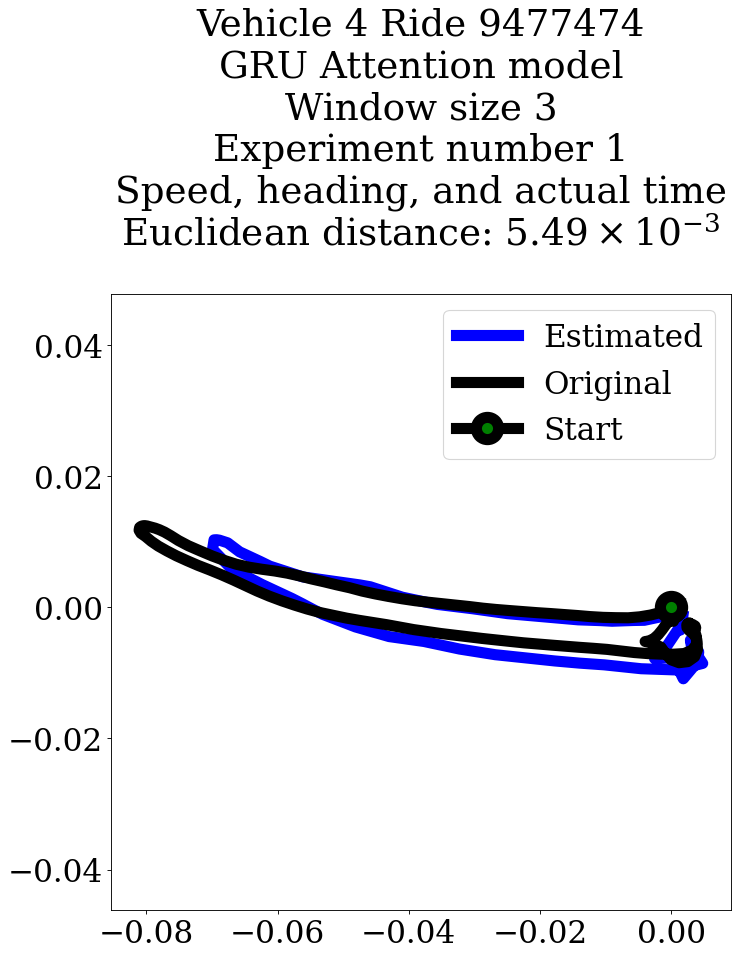 Vehicle 4 Ride 9477474
GRU Attention model
Window size 3
Experiment number 1
Speed, heading, and actual time
Euclidean distance: 5.49 × 10⁻³
Estimated
Original
Start
0.04
0.02
0.00
−0.02
−0.04
−0.08 −0.06 −0.04 −0.02 0.00